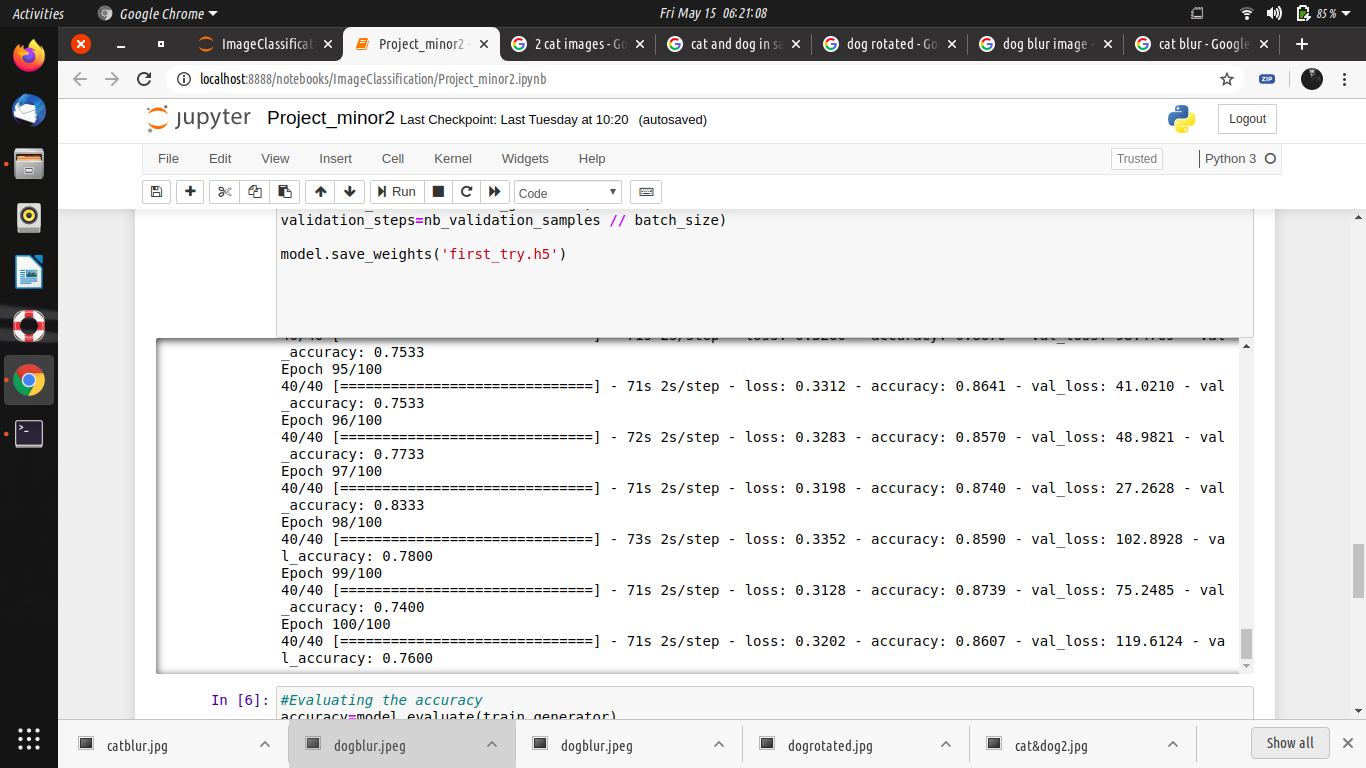 Activities
Google Chrome
Fri May 15 06:21:08
85 %
ImageClassificat
Project_minor2 -
2 cat images - Go
cat and dog in sa
dog rotated - Go
dog blur image -
cat blur - Google
localhost:8888/notebooks/ImageClassification/Project_minor2.ipynb
ZIP
jupyter Project_minor2 Last Checkpoint: Last Tuesday at 10:20 (autosaved)
Logout
File Edit View Insert Cell Kernel Widgets Help
Trusted
Python 3
Run
Code
validation_steps=nb_validation_samples // batch_size)
model.save_weights('first_try.h5')
_accuracy: 0.7533
Epoch 95/100
40/40 [==============================] - 71s 2s/step - loss: 0.3312 - accuracy: 0.8641 - val_loss: 41.0210 - val
_accuracy: 0.7533
Epoch 96/100
40/40 [==============================] - 72s 2s/step - loss: 0.3283 - accuracy: 0.8570 - val_loss: 48.9821 - val
_accuracy: 0.7733
Epoch 97/100
40/40 [==============================] - 71s 2s/step - loss: 0.3198 - accuracy: 0.8740 - val_loss: 27.2628 - val
_accuracy: 0.8333
Epoch 98/100
40/40 [==============================] - 73s 2s/step - loss: 0.3352 - accuracy: 0.8590 - val_loss: 102.8928 - va
l_accuracy: 0.7800
Epoch 99/100
40/40 [==============================] - 71s 2s/step - loss: 0.3128 - accuracy: 0.8739 - val_loss: 75.2485 - val
_accuracy: 0.7400
Epoch 100/100
40/40 [==============================] - 71s 2s/step - loss: 0.3202 - accuracy: 0.8607 - val_loss: 119.6124 - va
l_accuracy: 0.7600
In [6]:
#Evaluating the accuracy
accuracy=model.evaluate(train_generator)
catblur.jpg
dogblur.jpeg
dogblur.jpeg
dogrotated.jpg
cat&dog2.jpg
Show all